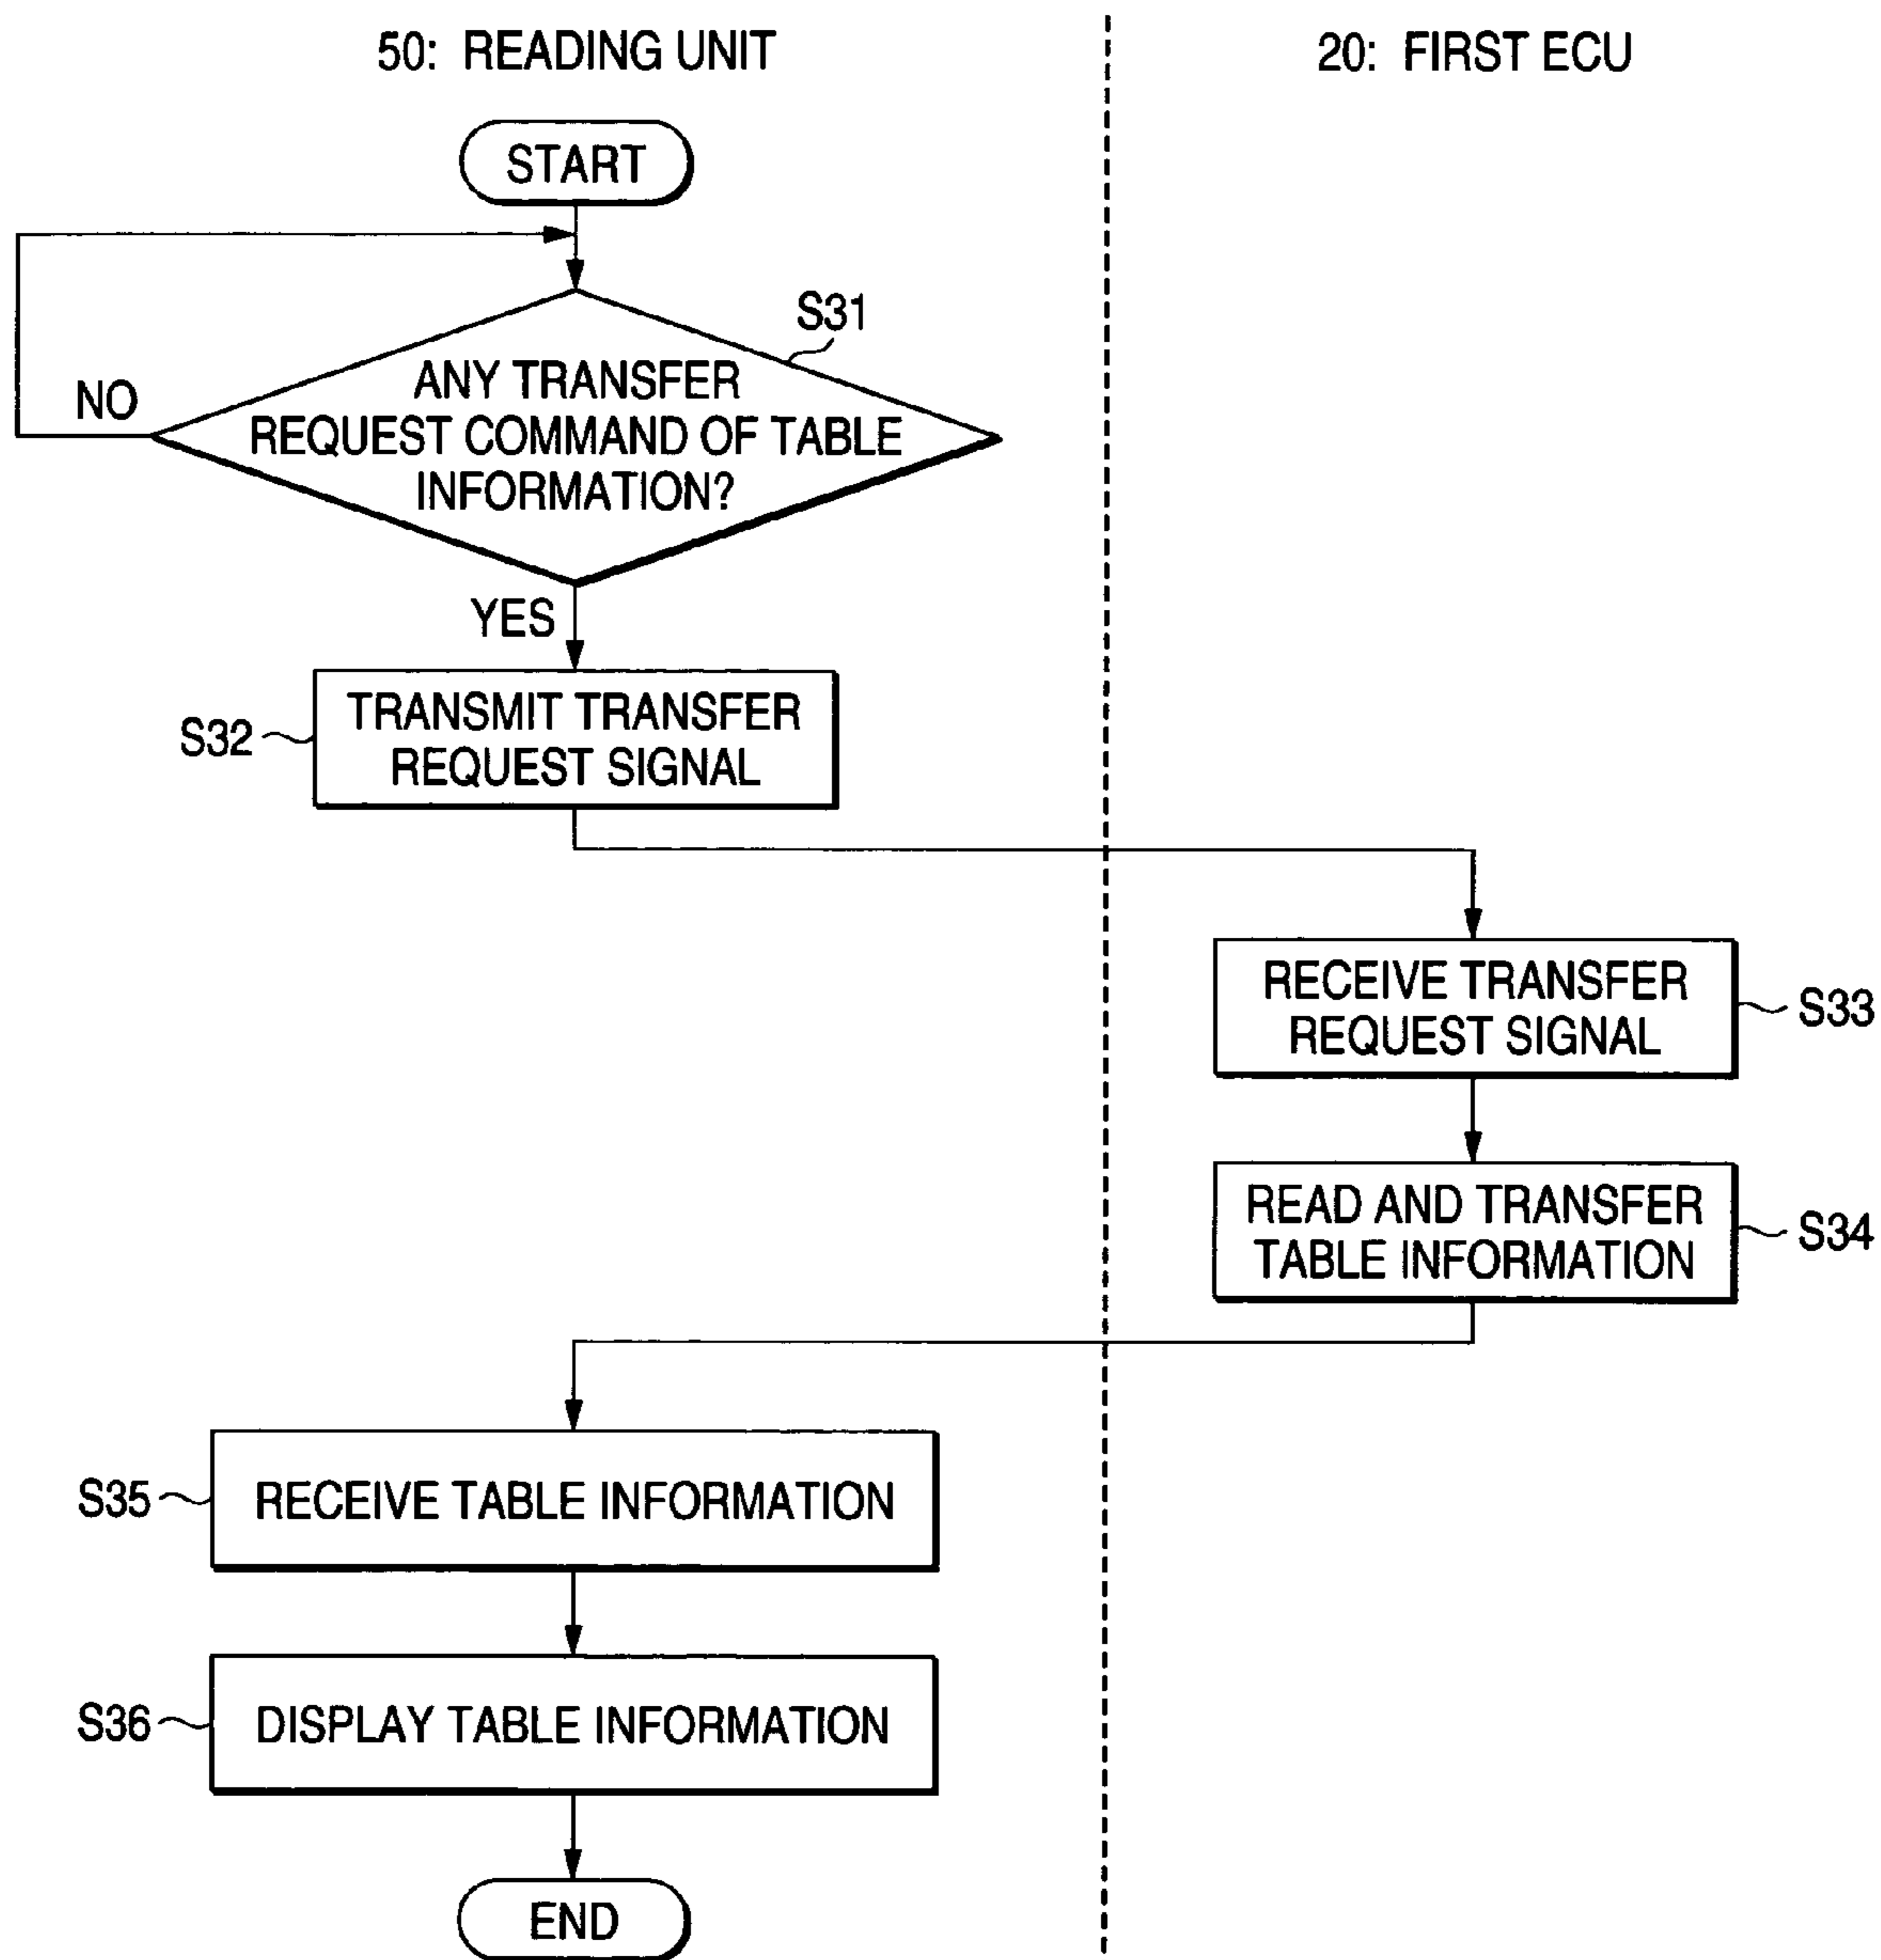 50: READING UNIT
20: FIRST ECU
START
S31
ANY TRANSFER
REQUEST COMMAND OF TABLE
INFORMATION?
NO
YES
S32
TRANSMIT TRANSFER
REQUEST SIGNAL
RECEIVE TRANSFER
REQUEST SIGNAL
S33
READ AND TRANSFER
TABLE INFORMATION
S34
S35
RECEIVE TABLE INFORMATION
S36
DISPLAY TABLE INFORMATION
END